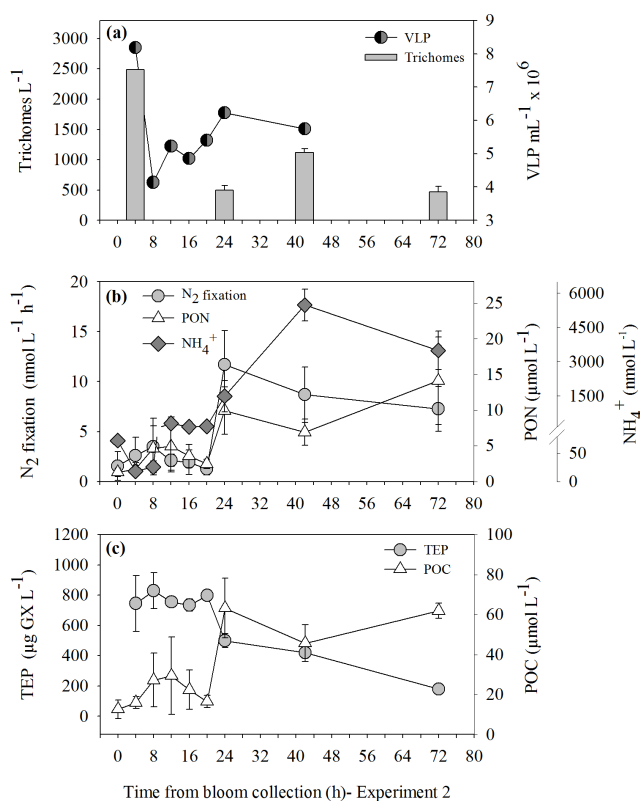 (a)
VLP
Trichomes
Trichomes L⁻¹
3000
2500
2000
1500
1000
500
0
VLP mL⁻¹ x 10⁶
9
8
7
6
5
4
3
0 8 16 24 32 40 48 56 64 72 80
(b)
N₂ fixation
PON
NH₄⁺
N₂ fixation (nmol L⁻¹ h⁻¹)
20
15
10
5
0
PON (µmol L⁻¹)
25
20
15
10
5
0
NH₄⁺ (nmol L⁻¹)
6000
4400
2900
1400
50
0
0 8 16 24 32 40 48 56 64 72 80
(c)
TEP
POC
TEP (µg GX L⁻¹)
1200
1000
800
600
400
200
0
POC (µmol L⁻¹)
100
80
60
40
20
0
0 8 16 24 32 40 48 56 64 72 80
Time from bloom collection (h)- Experiment 2